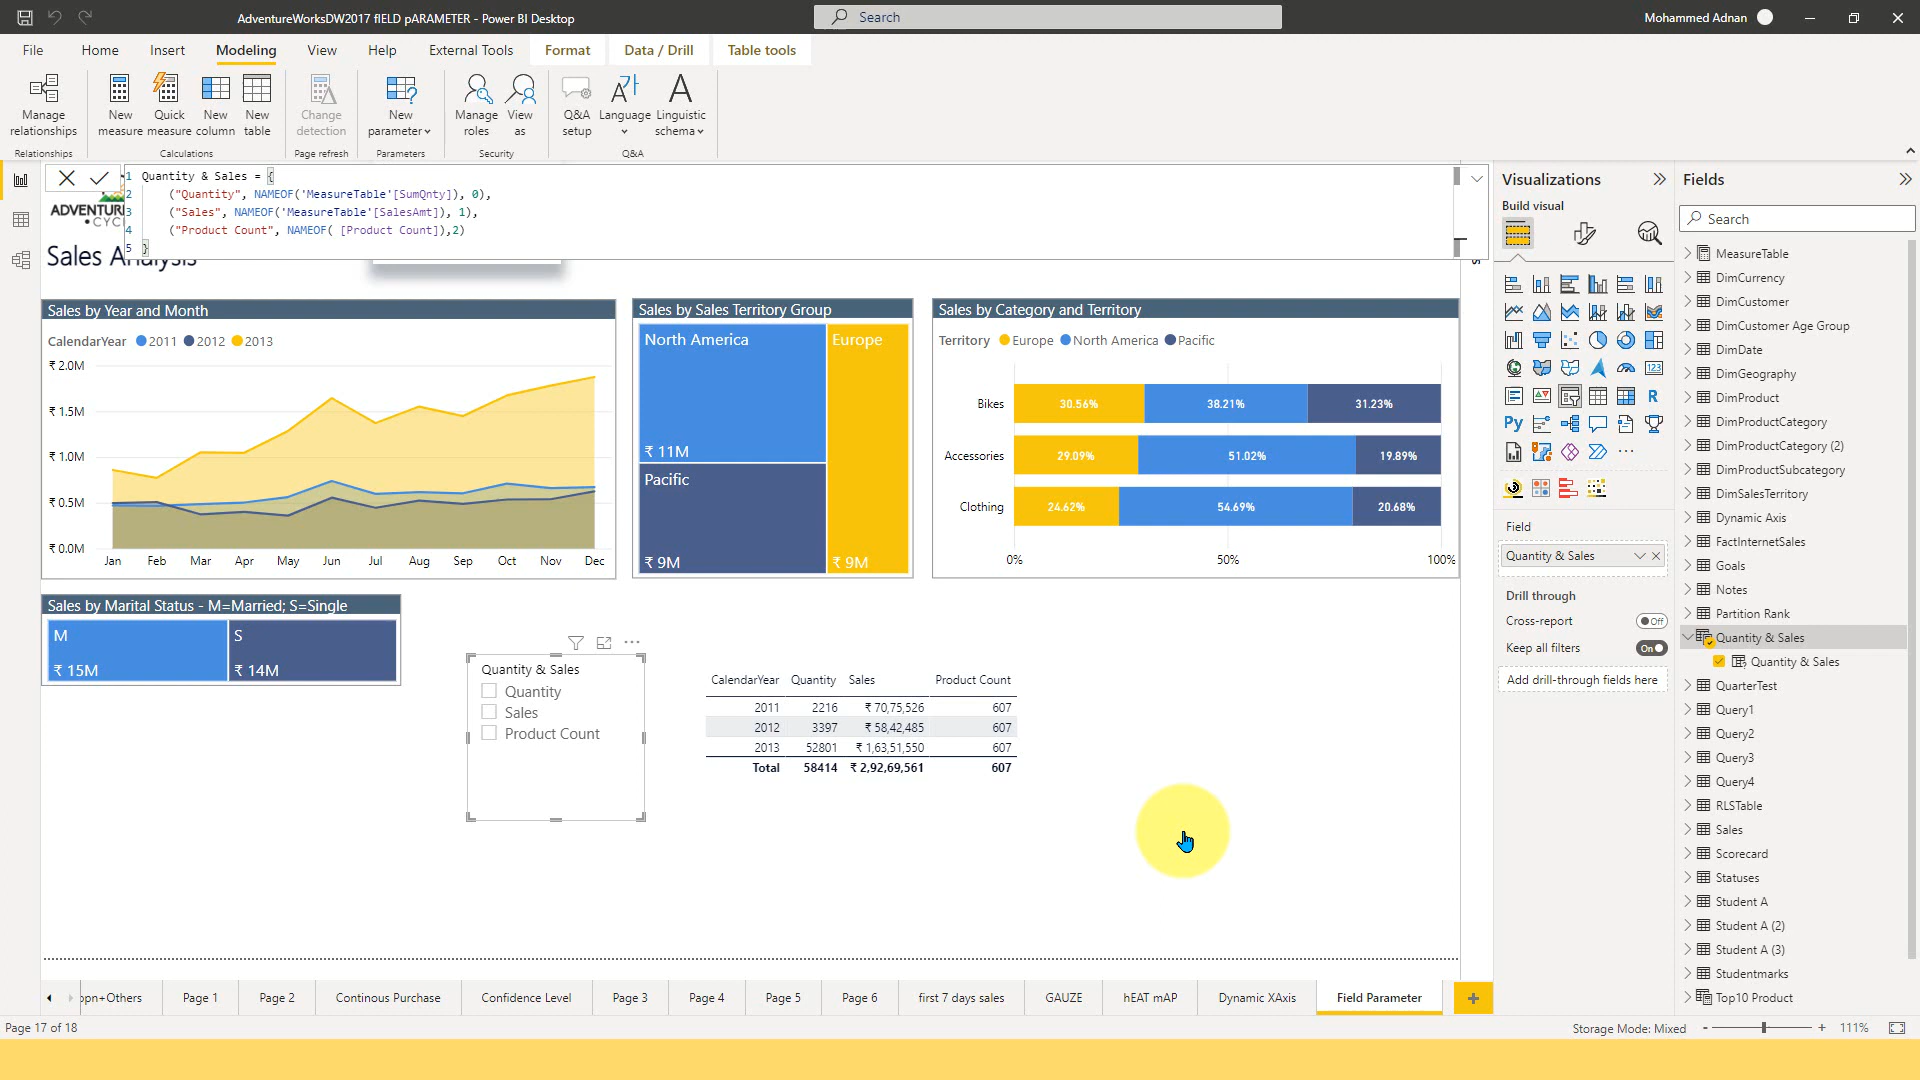 AdventureWorksDW2017 fIELD pARAMETER - Power BI Desktop
Search
Mohammed Adnan
File Home Insert Modeling View Help External Tools Format Data / Drill Table tools
Manage relationships
New measure
Quick measure
New column
New table
Change detection
New parameter
Manage roles
View as
Q&A setup
Language
Linguistic schema
Relationships Calculations Page refresh Parameters Security Q&A
1 Quantity & Sales = {
2 ("Quantity", NAMEOF('MeasureTable'[SumQnty]), 0),
3 ("Sales", NAMEOF('MeasureTable'[SalesAmt]), 1),
4 ("Product Count", NAMEOF( [Product Count]),2)
5 }
ADVENTUR
CYC
Sales Analysis
Sales by Year and Month
CalendarYear 2011 2012 2013
₹ 2.0M
₹ 1.5M
₹ 1.0M
₹ 0.5M
₹ 0.0M
Jan Feb Mar Apr May Jun Jul Aug Sep Oct Nov Dec
Sales by Sales Territory Group
North America
₹ 11M
Europe
₹ 9M
Pacific
₹ 9M
Sales by Category and Territory
Territory Europe North America Pacific
Bikes 30.56% 38.21% 31.23%
Accessories 29.09% 51.02% 19.89%
Clothing 24.62% 54.69% 20.68%
0% 50% 100%
Sales by Marital Status - M=Married; S=Single
M
₹ 15M
S
₹ 14M
Quantity & Sales
Quantity
Sales
Product Count
CalendarYear Quantity Sales Product Count
2011 2216 ₹ 70,75,526 607
2012 3397 ₹ 58,42,485 607
2013 52801 ₹ 1,63,51,550 607
Total 58414 ₹ 2,92,69,561 607
Visualizations
Build visual
123
R
Py
Field
Quantity & Sales
Drill through
Cross-report Off
Keep all filters On
Add drill-through fields here
Fields
Search
MeasureTable
DimCurrency
DimCustomer
DimCustomer Age Group
DimDate
DimGeography
DimProduct
DimProductCategory
DimProductCategory (2)
DimProductSubcategory
DimSalesTerritory
Dynamic Axis
FactInternetSales
Goals
Notes
Partition Rank
Quantity & Sales
Quantity & Sales
QuarterTest
Query1
Query2
Query3
Query4
RLSTable
Sales
Scorecard
Statuses
Student A
Student A (2)
Student A (3)
Studentmarks
Top10 Product
opn+Others Page 1 Page 2 Continous Purchase Confidence Level Page 3 Page 4 Page 5 Page 6 first 7 days sales GAUZE hEAT mAP Dynamic XAxis Field Parameter +
Page 17 of 18
Storage Mode: Mixed - + 111%